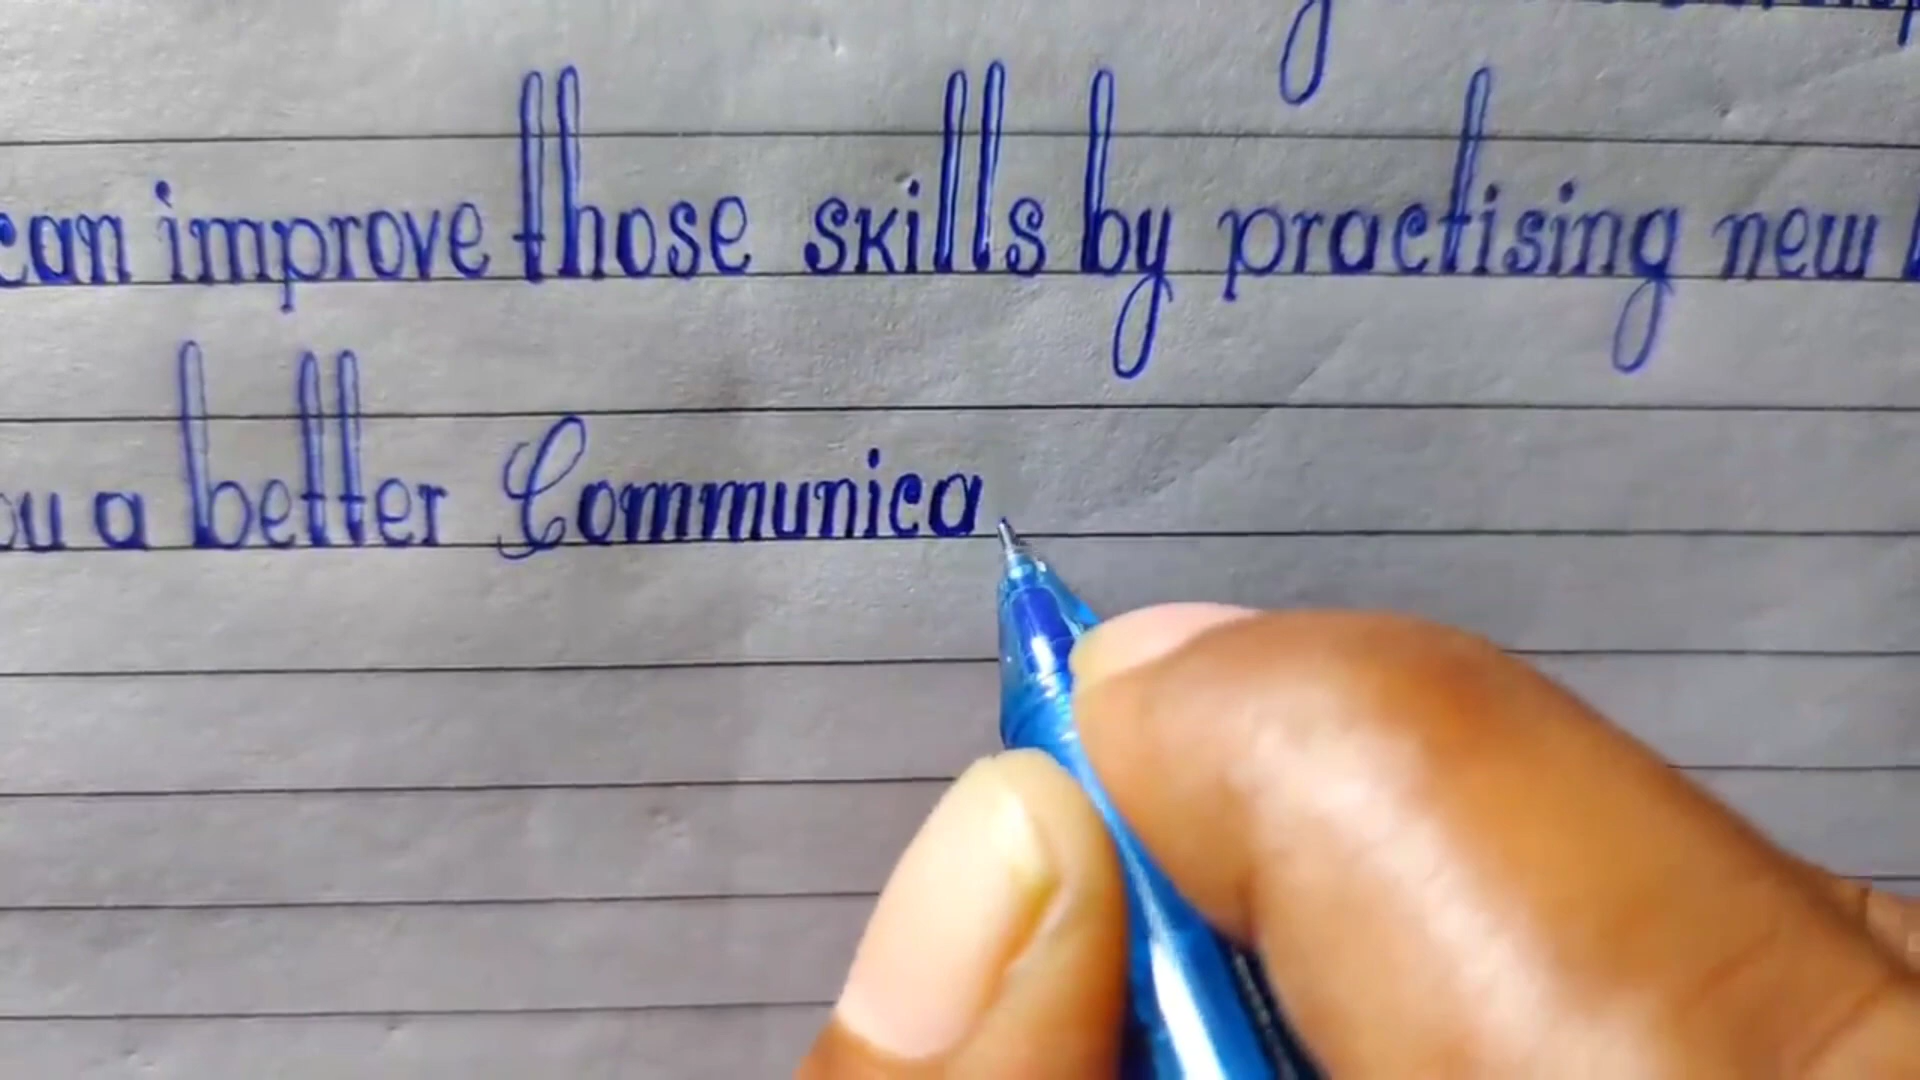 can improve those skills by practising new
ou a better Communica